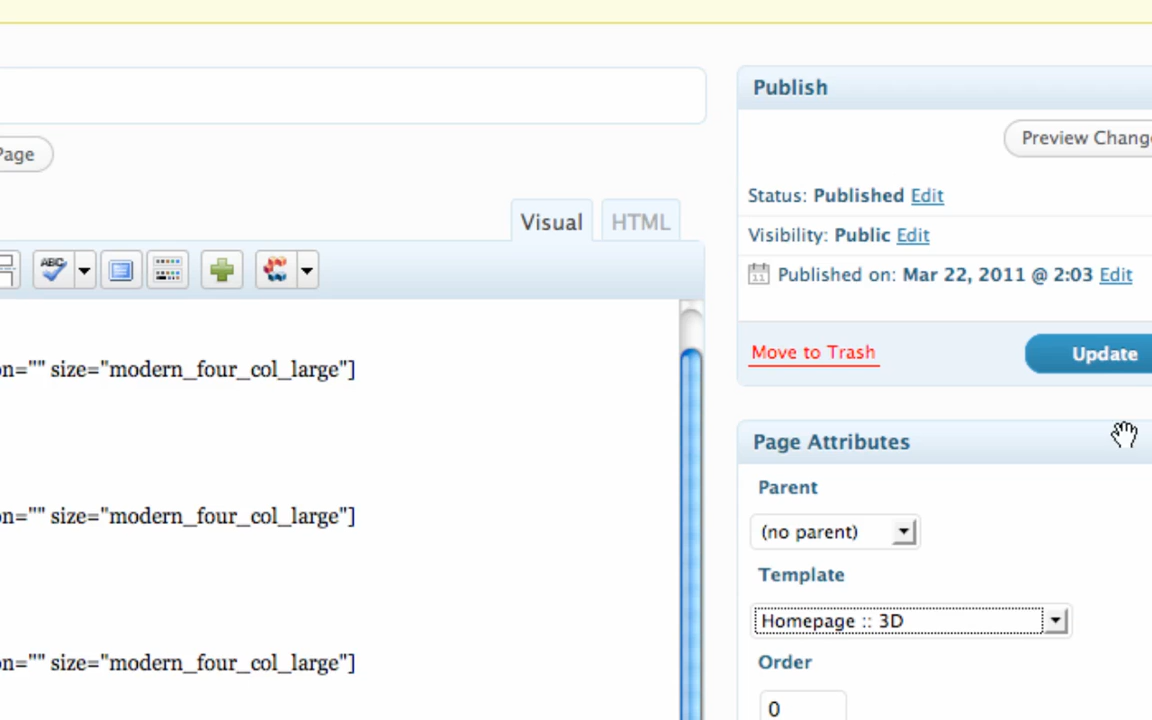 Publish
Preview Chang
Page
Status: Published Edit
Visual HTML
Visibility: Public Edit
ABC
11 Published on: Mar 22, 2011 @ 2:03 Edit
Move to Trash Update
on="" size="modern_four_col_large"]
Page Attributes
Parent
on="" size="modern_four_col_large"]
(no parent)
Template
Homepage :: 3D
on="" size="modern_four_col_large"]
Order
0